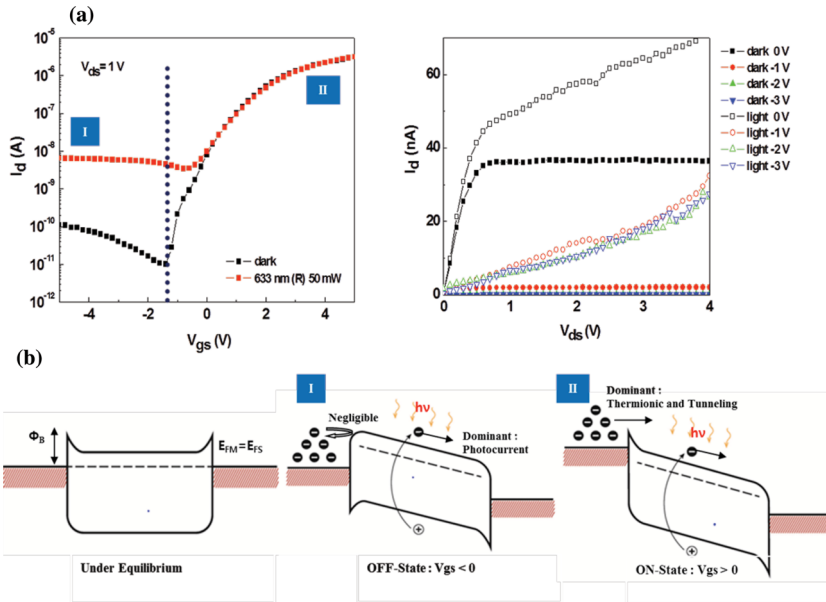 (a)
10⁻⁵
10⁻⁶
10⁻⁷
10⁻⁸
10⁻⁹
10⁻¹⁰
10⁻¹¹
10⁻¹²
I_d (A)
V_ds= 1 V
I
II
dark
633 nm (R) 50 mW
-4 -2 0 2 4
V_gs (V)
60
40
20
0
I_d (nA)
0 1 2 3 4
V_ds (V)
dark 0 V
dark -1 V
dark -2 V
dark -3 V
light 0 V
light -1 V
light -2 V
light -3 V
(b)
Φ_B
E_FM = E_FS
Under Equilibrium
I
Negligible
hν
Dominant :
Photocurrent
OFF-State : Vgs < 0
II
Dominant :
Thermionic and Tunneling
hν
ON-State : Vgs > 0